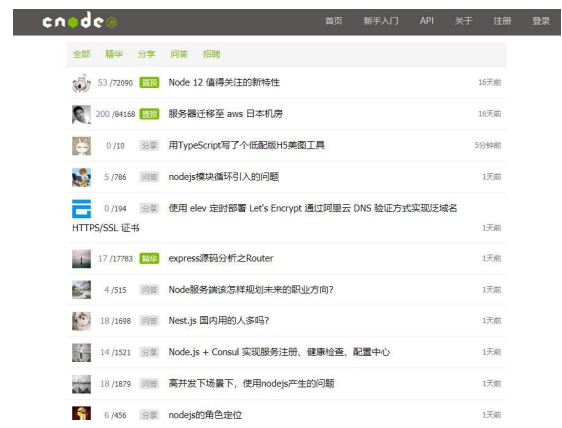 cnode
首页 新手入门 API 关于 注册 登录
全部 精华 分享 问答 招聘
53 /72090 置顶 Node 12 值得关注的新特性 16天前
200 /84168 置顶 服务器迁移至 aws 日本机房 16天前
0 /10 分享 用TypeScript写了个低配版H5美图工具 5分钟前
5 /786 问答 nodejs模块循环引入的问题 1天前
0 /194 分享 使用 elev 定时部署 Let's Encrypt 通过阿里云 DNS 验证方式实现泛域名
HTTPS/SSL 证书 1天前
17 /17783 精华 express源码分析之Router 1天前
4 /515 问答 Node服务端该怎样规划未来的职业方向? 1天前
18 /1698 问答 Nest.js 国内用的人多吗? 1天前
14 /1521 分享 Node.js + Consul 实现服务注册、健康检查、配置中心 1天前
18 /1879 问答 高并发下场景下，使用nodejs产生的问题 1天前
6 /456 分享 nodejs的角色定位 1天前